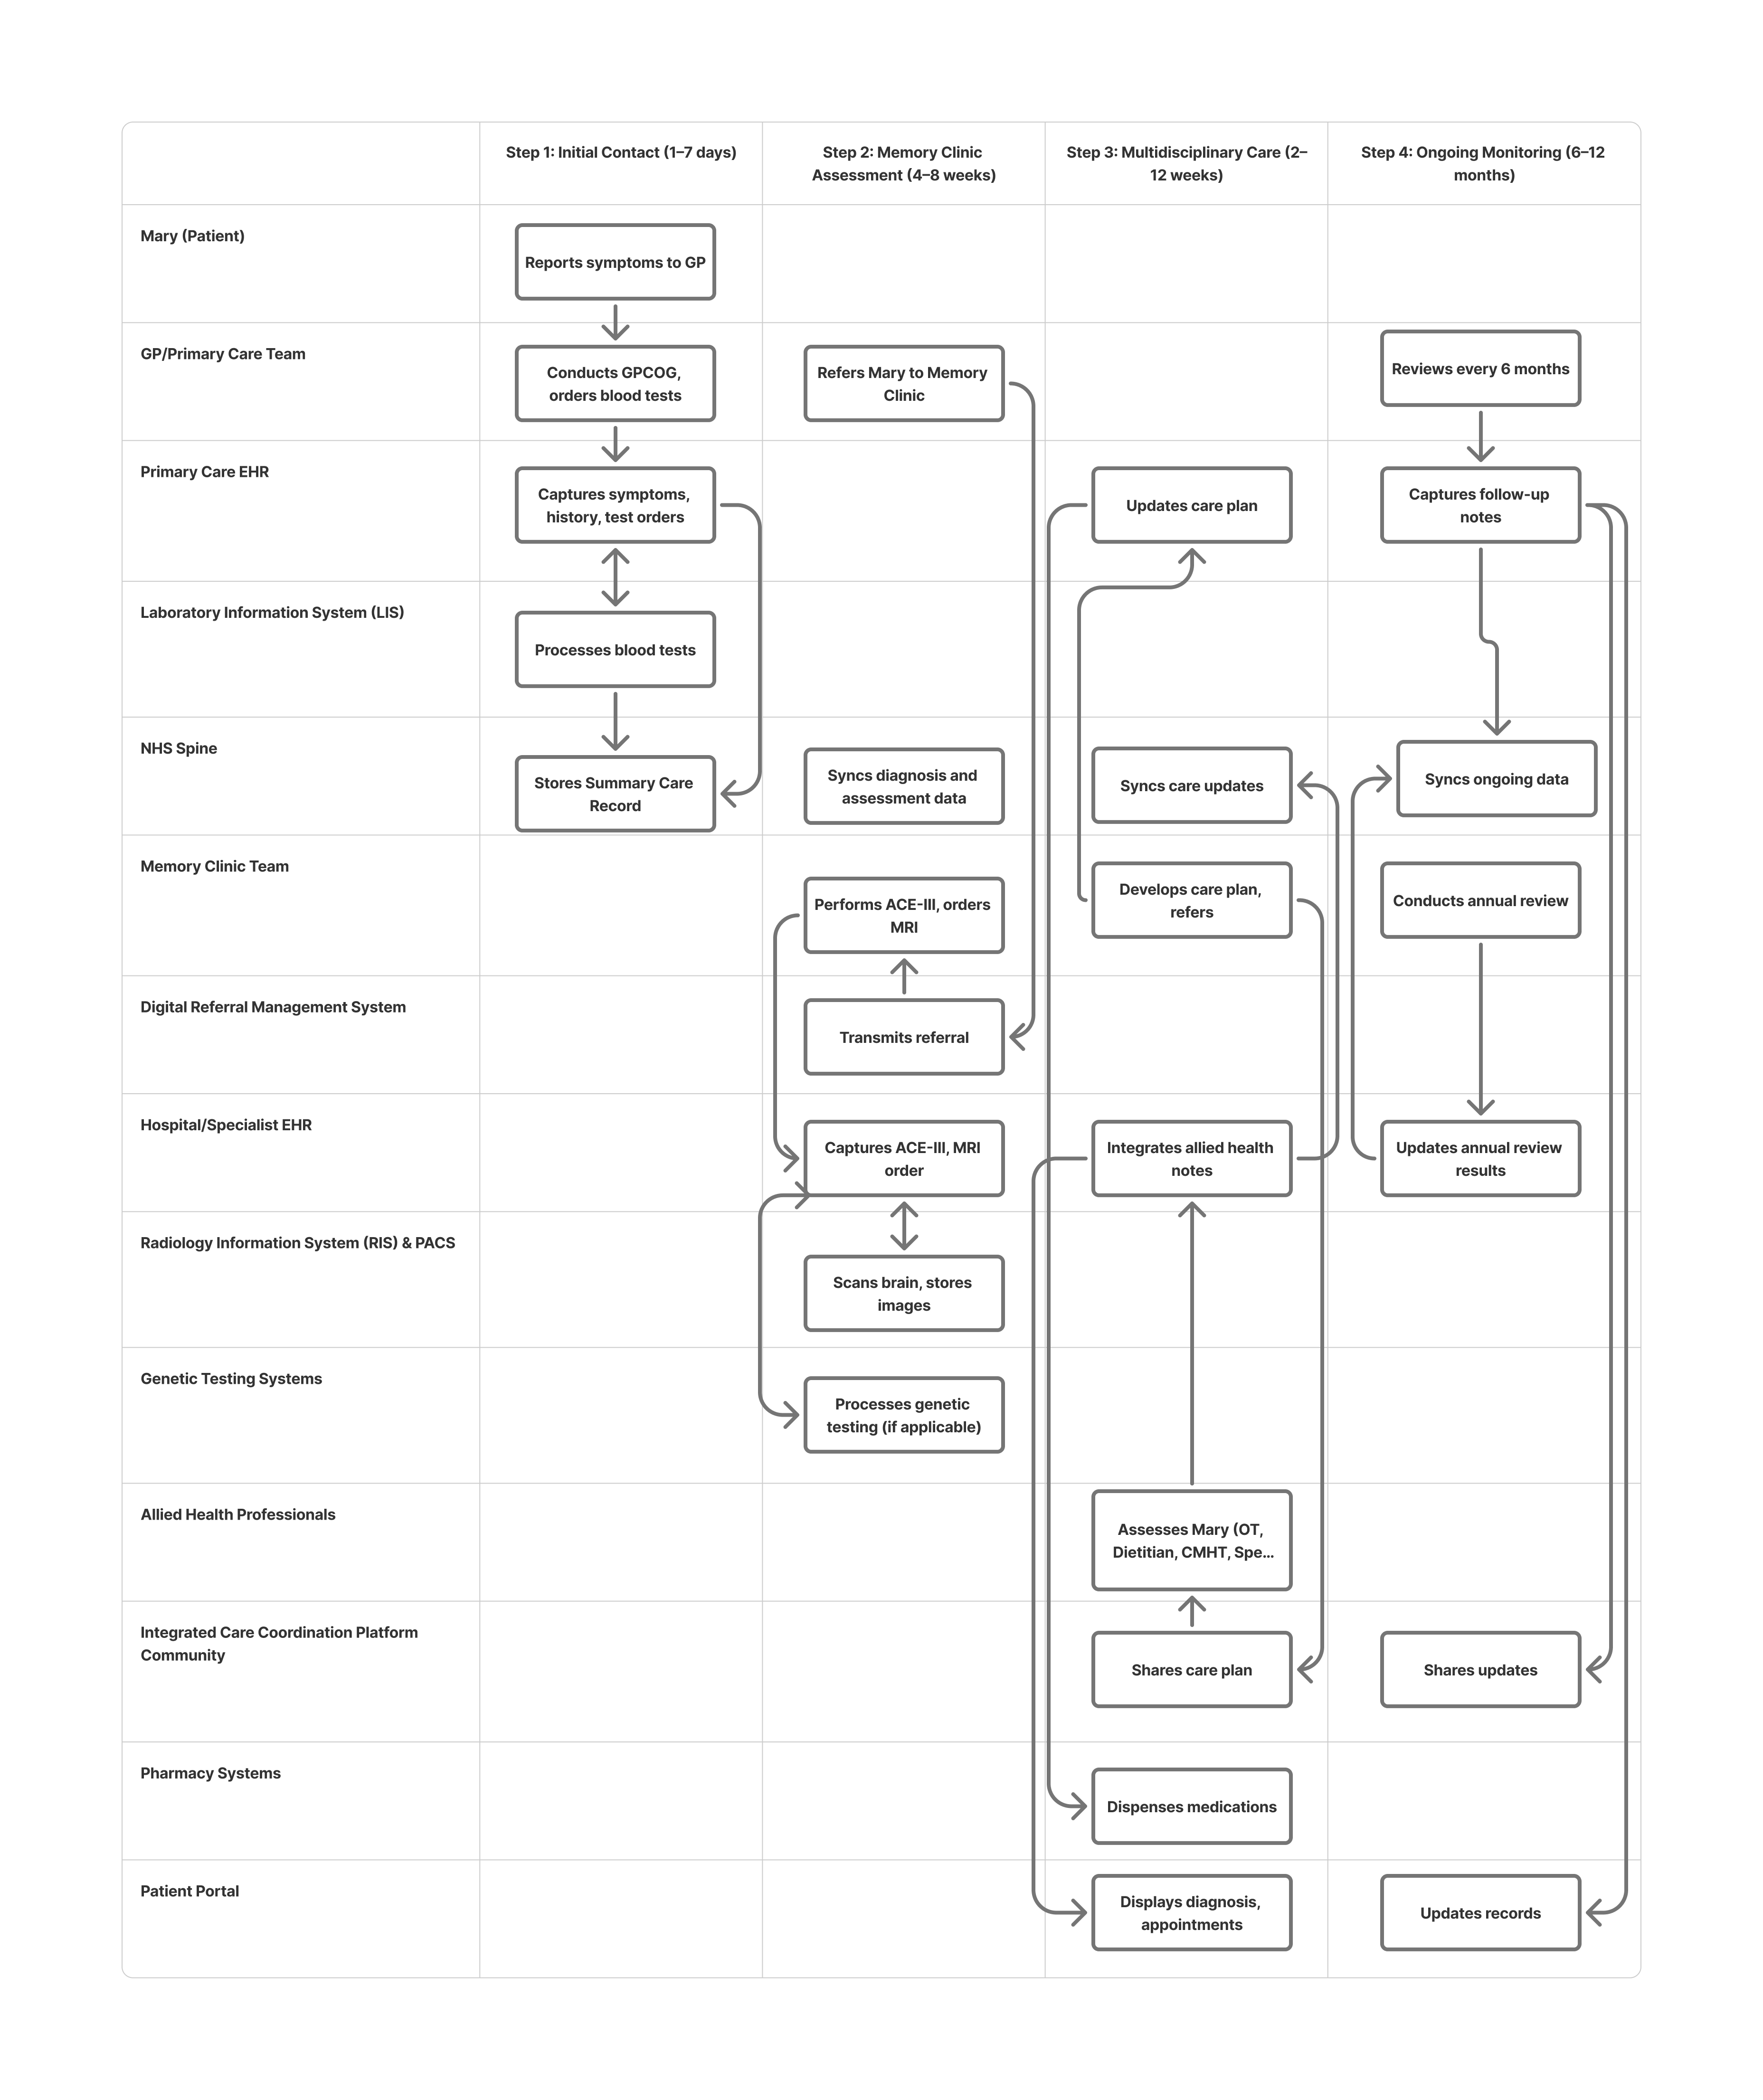 Step 1: Initial Contact (1–7 days)
Step 2: Memory Clinic
Assessment (4–8 weeks)
Step 3: Multidisciplinary Care (2–
12 weeks)
Step 4: Ongoing Monitoring (6–12
months)
Mary (Patient)
Reports symptoms to GP
GP/Primary Care Team
Conducts GPCOG,
orders blood tests
Refers Mary to Memory
Clinic
Reviews every 6 months
Primary Care EHR
Captures symptoms,
history, test orders
Updates care plan
Captures follow-up
notes
Laboratory Information System (LIS)
Processes blood tests
NHS Spine
Stores Summary Care
Record
Syncs diagnosis and
assessment data
Syncs care updates
Syncs ongoing data
Memory Clinic Team
Performs ACE-III, orders
MRI
Develops care plan,
refers
Conducts annual review
Digital Referral Management System
Transmits referral
Hospital/Specialist EHR
Captures ACE-III, MRI
order
Integrates allied health
notes
Updates annual review
results
Radiology Information System (RIS) & PACS
Scans brain, stores
images
Genetic Testing Systems
Processes genetic
testing (if applicable)
Allied Health Professionals
Assesses Mary (OT,
Dietitian, CMHT, Spe...
Integrated Care Coordination Platform
Community
Shares care plan
Shares updates
Pharmacy Systems
Dispenses medications
Patient Portal
Displays diagnosis,
appointments
Updates records